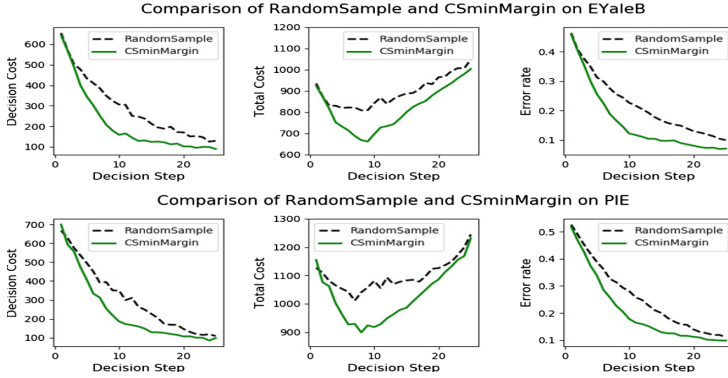 Comparison of RandomSample and CSminMargin on EYaleB
Decision Cost
600
500
400
300
200
100
0
10
20
Decision Step
RandomSample
CSminMargin
Total Cost
1200
1100
1000
900
800
700
600
0
10
20
Decision Step
RandomSample
CSminMargin
Error rate
0.4
0.3
0.2
0.1
0
10
20
Decision Step
RandomSample
CSminMargin
Comparison of RandomSample and CSminMargin on PIE
Decision Cost
700
600
500
400
300
200
100
0
10
20
Decision Step
RandomSample
CSminMargin
Total Cost
1300
1200
1100
1000
900
0
10
20
Decision Step
RandomSample
CSminMargin
Error rate
0.5
0.4
0.3
0.2
0.1
0
10
20
Decision Step
RandomSample
CSminMargin